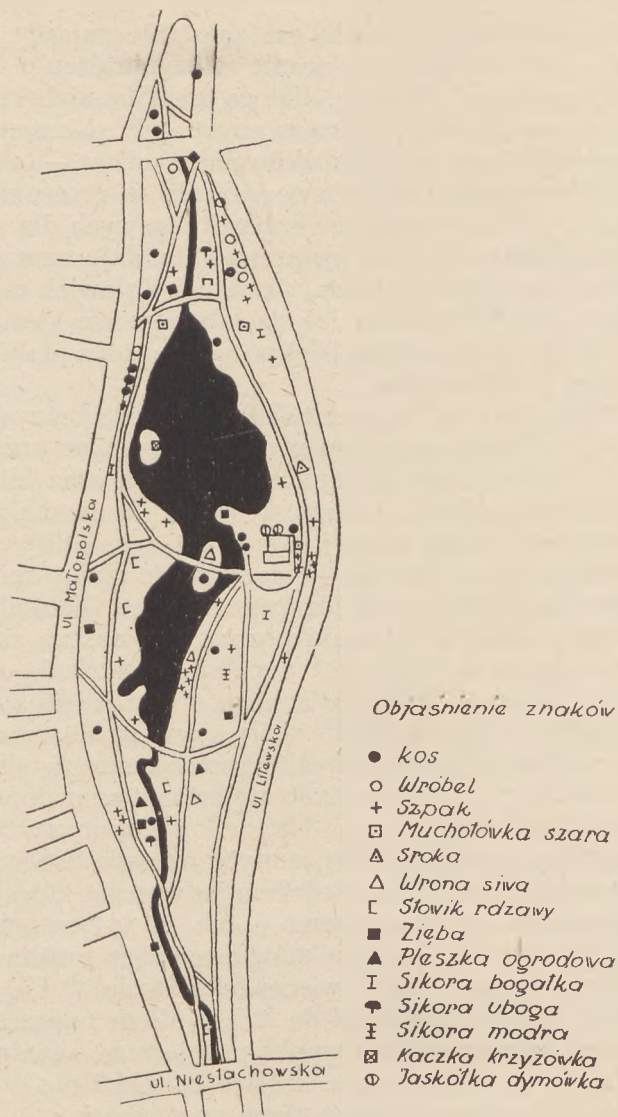 ul Małopolska
ul Litewska
ul. Niestachowska
Objaśnienie znaków
kos
Wróbel
Szpak
Muchołówka szara
Sroka
Wrona siwa
Słowik rdzawy
Zięba
Pleszka ogrodowa
Sikora bogatka
Sikora uboga
Sikora modra
Kaczka krzyżówka
Jaskółka dymówka